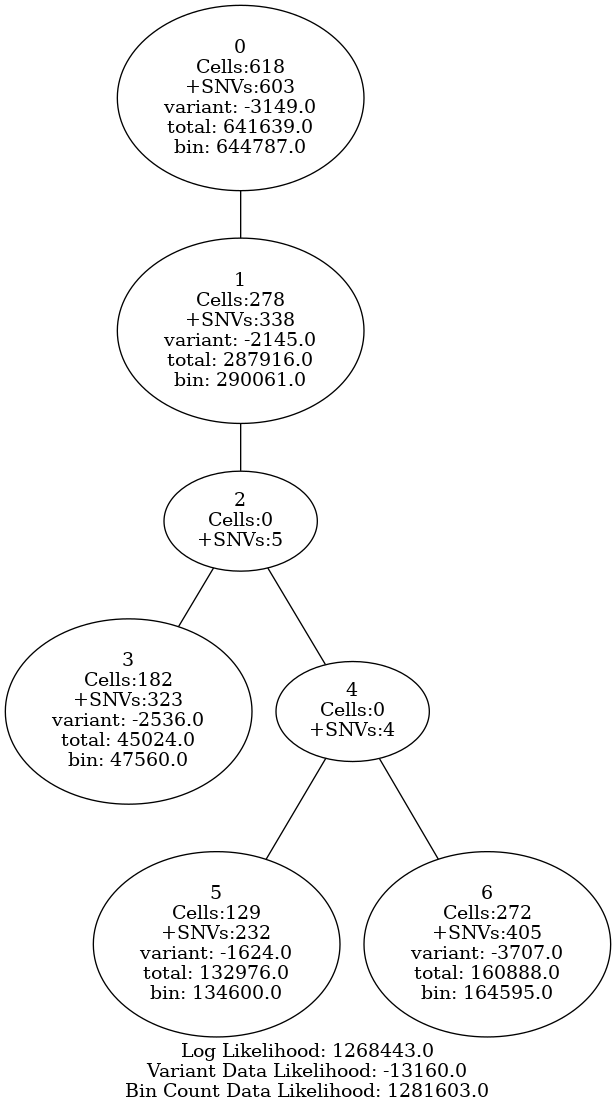 0
Cells:618
+SNVs:603
variant: -3149.0
total: 641639.0
bin: 644787.0
1
Cells:278
+SNVs:338
variant: -2145.0
total: 287916.0
bin: 290061.0
2
Cells:0
+SNVs:5
3
Cells:182
+SNVs:323
variant: -2536.0
total: 45024.0
bin: 47560.0
4
Cells:0
+SNVs:4
5
Cells:129
+SNVs:232
variant: -1624.0
total: 132976.0
bin: 134600.0
6
Cells:272
+SNVs:405
variant: -3707.0
total: 160888.0
bin: 164595.0
Log Likelihood: 1268443.0
Variant Data Likelihood: -13160.0
Bin Count Data Likelihood: 1281603.0